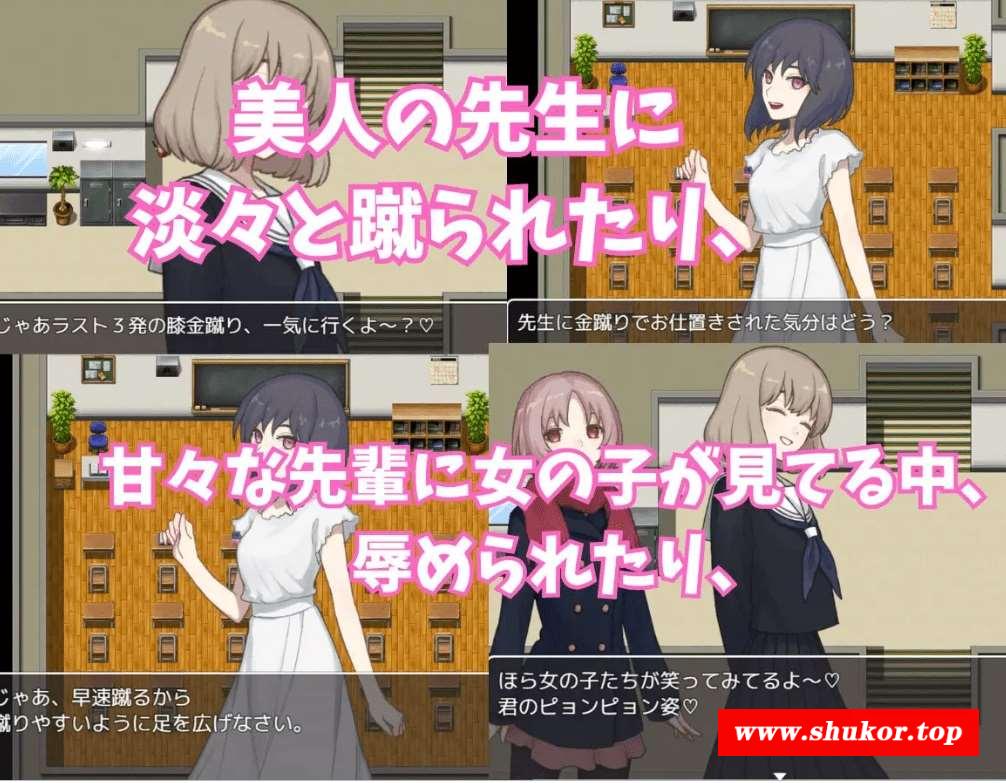 美人の先生に
淡々と蹴られたり、
じゃあラスト３発の膝金蹴り、一気に行くよ～？♡
先生に金蹴りでお仕置きされた気分はどう？
甘々な先輩に女の子が見てる中、
辱められたり、
じゃあ、早速蹴るから
蹴りやすいように足を広げなさい。
ほら女の子たちが笑ってみてるよ～♡
君のピョンピョン姿♡
www.shukor.top